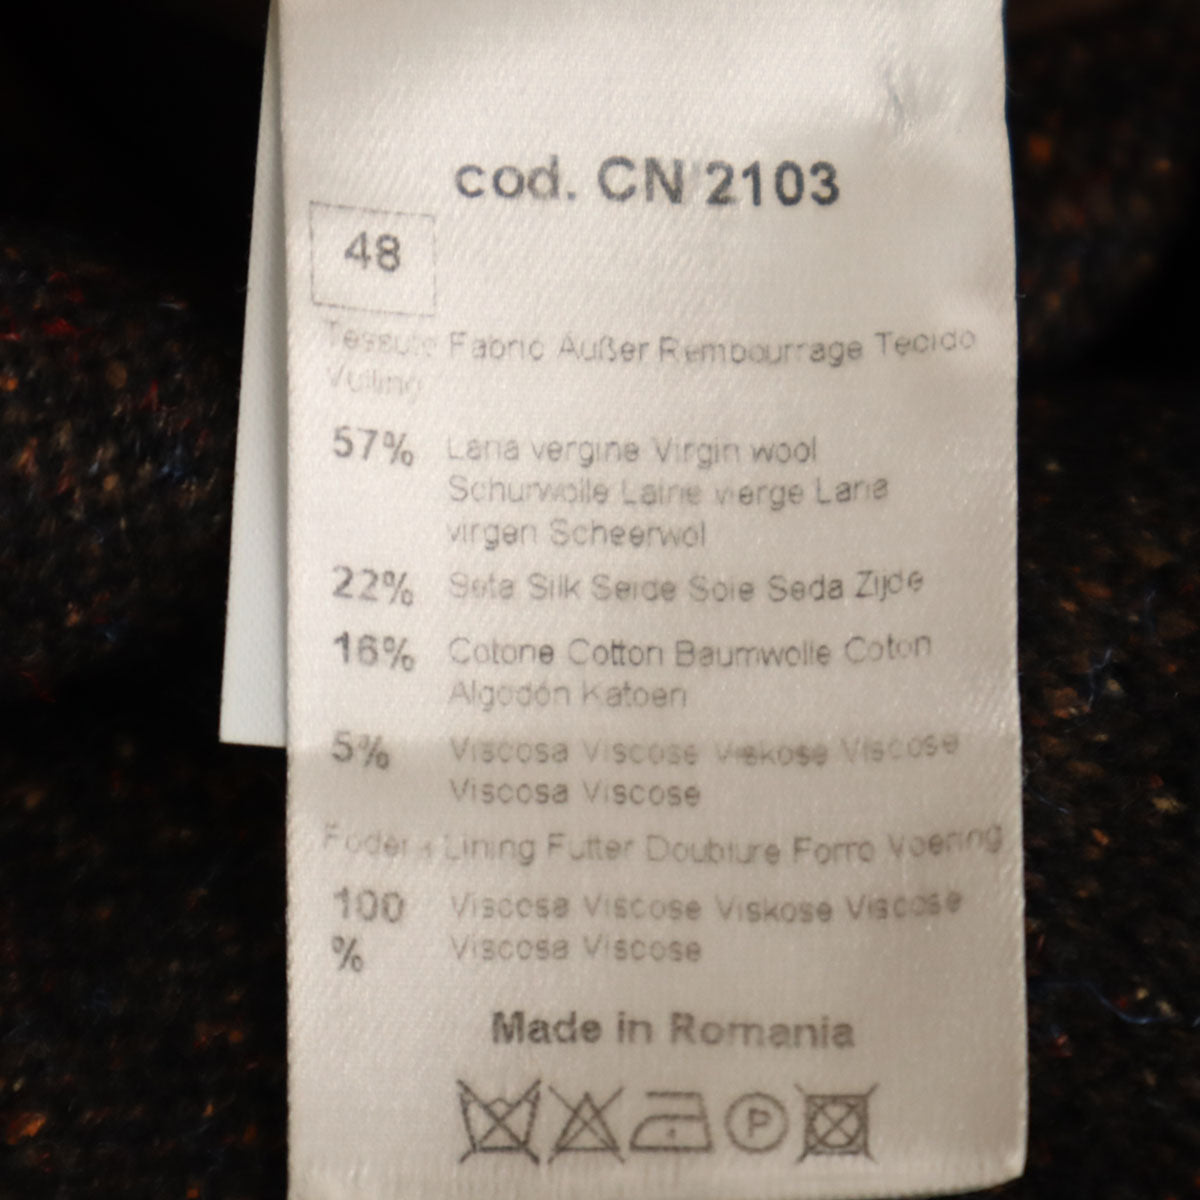 cod. CN 2103
48
Tessuto Fabric Außer Rembourrage Tecido
Vulling
57% Lana vergine Virgin wool
Schurwolle Laine vierge Lana
virgen Scheerwol
22% Seta Silk Seide Soie Seda Zijde
16% Cotone Cotton Baumwolle Coton
Algodón Katoen
5% Viscosa Viscose Viskose Viscose
Viscosa Viscose
Fodera Lining Futter Doublure Forro Voering
100 Viscosa Viscose Viskose Viscose
% Viscosa Viscose
Made in Romania
P